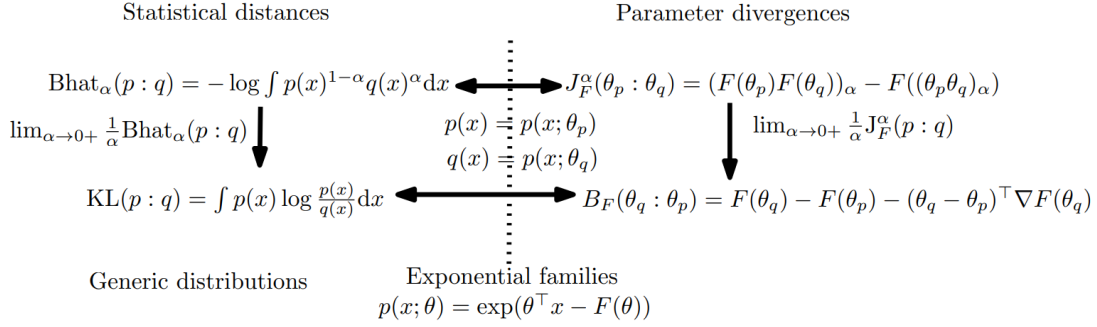 Statistical distances
Parameter divergences
Bhat_α(p : q) = −log ∫ p(x)^{1−α}q(x)^α dx
J_F^α(θ_p : θ_q) = (F(θ_p)F(θ_q))_α − F((θ_pθ_q)_α)
lim_{α→0+} 1/α Bhat_α(p : q)
p(x) = p(x; θ_p)
lim_{α→0+} 1/α J_F^α(p : q)
q(x) = p(x; θ_q)
KL(p : q) = ∫ p(x) log p(x)/q(x) dx
B_F(θ_q : θ_p) = F(θ_q) − F(θ_p) − (θ_q − θ_p)^⊤∇F(θ_q)
Generic distributions
Exponential families
p(x; θ) = exp(θ^⊤x − F(θ))